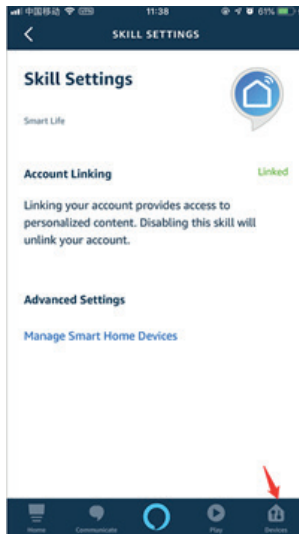 中国移动 VPN 11:38 61%
SKILL SETTINGS
Skill Settings
Smart Life
Account Linking Linked
Linking your account provides access to
personalized content. Disabling this skill will
unlink your account.
Advanced Settings
Manage Smart Home Devices
Home Communicate Play Devices